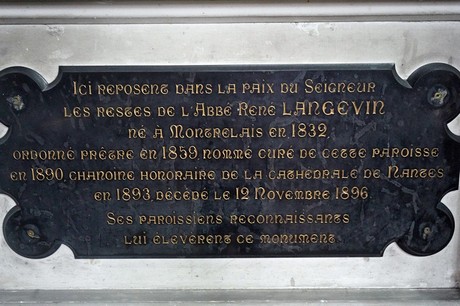 Ici reposent dans la paix du Seigneur
les restes de l'Abbé René LANGEVIN
né à Montrelais en 1832,
ordonné prêtre en 1859, nommé curé de cette paroisse
en 1890, chanoine honoraire de la cathédrale de Nantes
en 1893, décédé le 12 Novembre 1896
Ses paroissiens reconnaissants
lui élevèrent ce monument